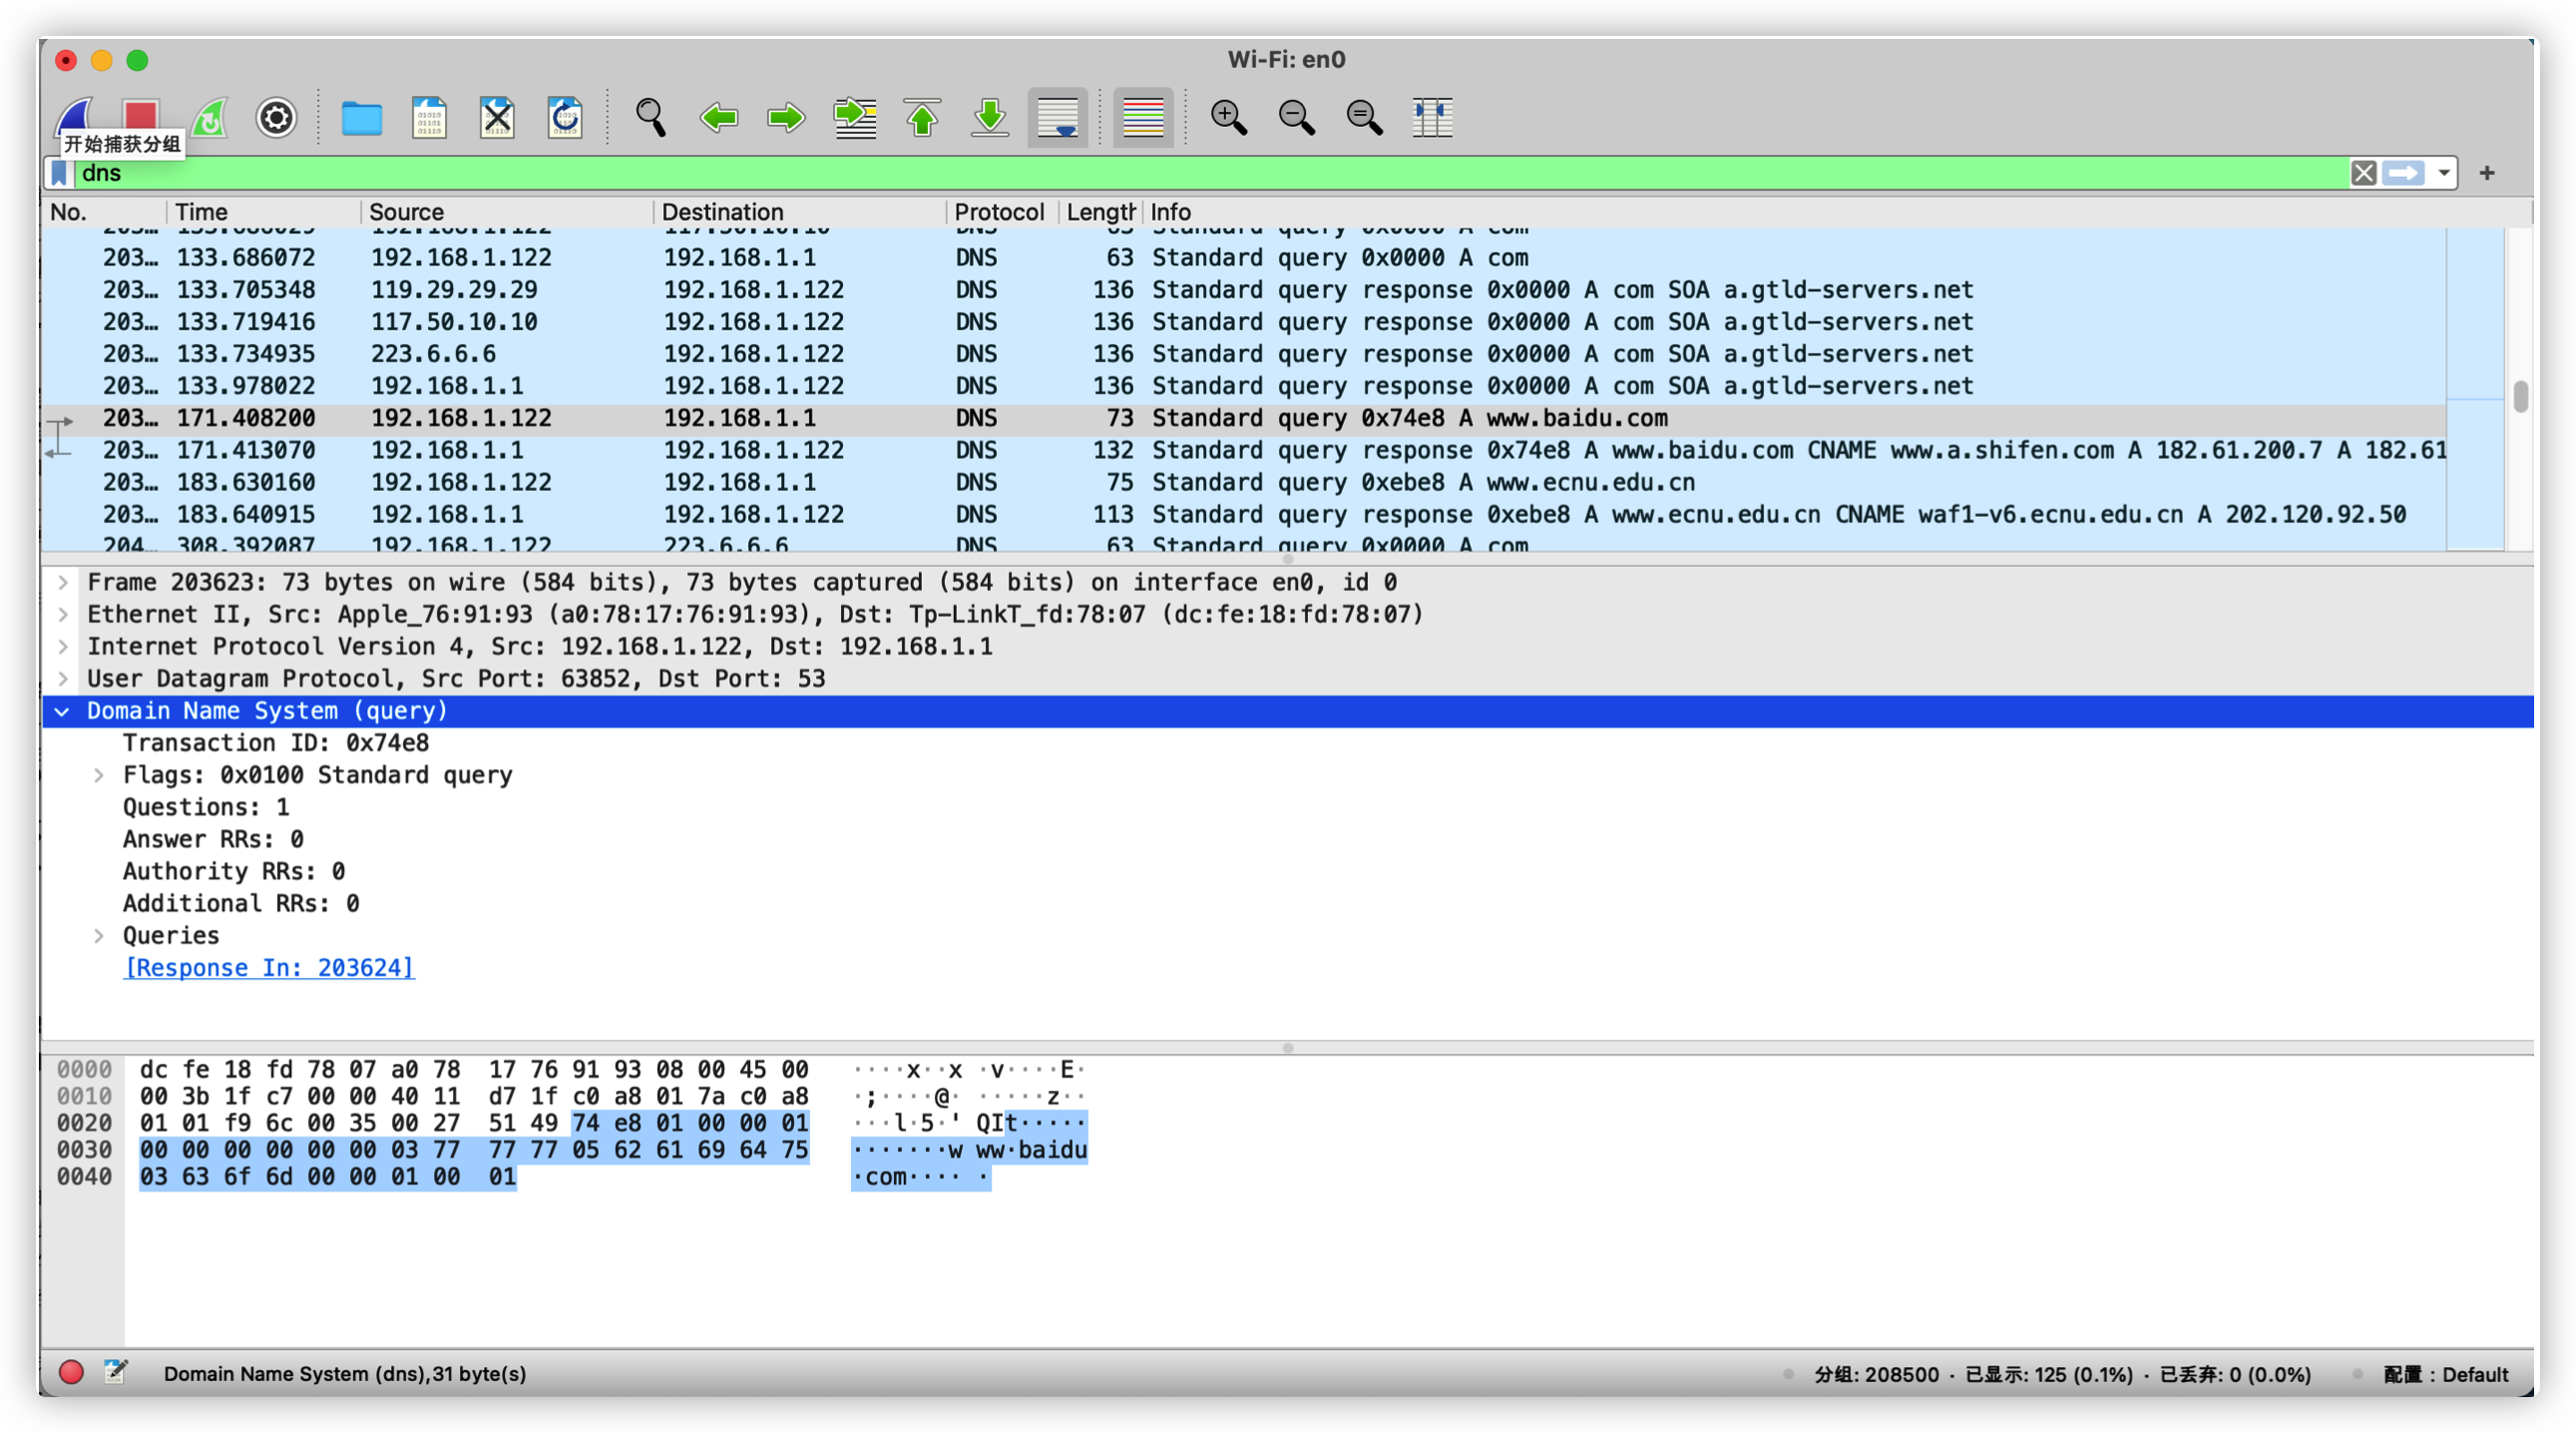 Wi-Fi: en0
开始捕获分组
dns
No. Time Source Destination Protocol Length Info
203… 133.686072 192.168.1.122 192.168.1.1 DNS 63 Standard query 0x0000 A com
203… 133.705348 119.29.29.29 192.168.1.122 DNS 136 Standard query response 0x0000 A com SOA a.gtld-servers.net
203… 133.719416 117.50.10.10 192.168.1.122 DNS 136 Standard query response 0x0000 A com SOA a.gtld-servers.net
203… 133.734935 223.6.6.6 192.168.1.122 DNS 136 Standard query response 0x0000 A com SOA a.gtld-servers.net
203… 133.978022 192.168.1.1 192.168.1.122 DNS 136 Standard query response 0x0000 A com SOA a.gtld-servers.net
203… 171.408200 192.168.1.122 192.168.1.1 DNS 73 Standard query 0x74e8 A www.baidu.com
203… 171.413070 192.168.1.1 192.168.1.122 DNS 132 Standard query response 0x74e8 A www.baidu.com CNAME www.a.shifen.com A 182.61.200.7 A 182.61
203… 183.630160 192.168.1.122 192.168.1.1 DNS 75 Standard query 0xebe8 A www.ecnu.edu.cn
203… 183.640915 192.168.1.1 192.168.1.122 DNS 113 Standard query response 0xebe8 A www.ecnu.edu.cn CNAME waf1-v6.ecnu.edu.cn A 202.120.92.50
204… 308.392087 192.168.1.122 223.6.6.6 DNS 63 Standard query 0x0000 A com
Frame 203623: 73 bytes on wire (584 bits), 73 bytes captured (584 bits) on interface en0, id 0
Ethernet II, Src: Apple_76:91:93 (a0:78:17:76:91:93), Dst: Tp-LinkT_fd:78:07 (dc:fe:18:fd:78:07)
Internet Protocol Version 4, Src: 192.168.1.122, Dst: 192.168.1.1
User Datagram Protocol, Src Port: 63852, Dst Port: 53
Domain Name System (query)
Transaction ID: 0x74e8
Flags: 0x0100 Standard query
Questions: 1
Answer RRs: 0
Authority RRs: 0
Additional RRs: 0
Queries
[Response In: 203624]
0000 dc fe 18 fd 78 07 a0 78 17 76 91 93 08 00 45 00 ····x··x ·v····E·
0010 00 3b 1f c7 00 00 40 11 d7 1f c0 a8 01 7a c0 a8 ·;····@· ·····z··
0020 01 01 f9 6c 00 35 00 27 51 49 74 e8 01 00 00 01 ···l·5·' QIt·····
0030 00 00 00 00 00 00 03 77 77 77 05 62 61 69 64 75 ·······w ww·baidu
0040 03 63 6f 6d 00 00 01 00 01 ·com···· ·
Domain Name System (dns),31 byte(s)
分组: 208500 · 已显示: 125 (0.1%) · 已丢弃: 0 (0.0%)
配置：Default